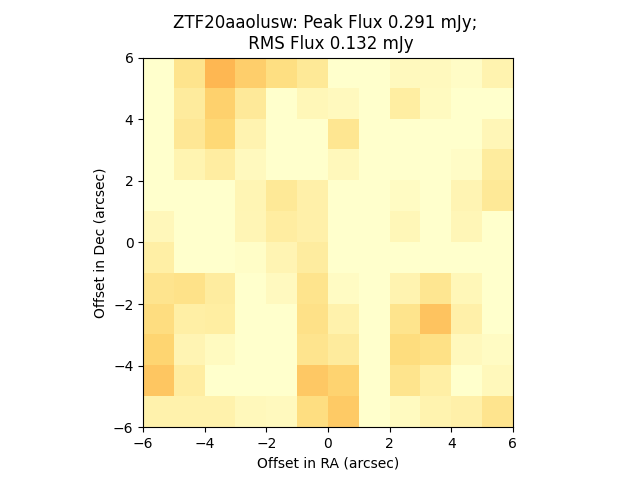 ZTF20aaolusw: Peak Flux 0.291 mJy;
RMS Flux 0.132 mJy
6
4
2
0
−2
−4
−6
Offset in Dec (arcsec)
−6 −4 −2 0 2 4 6
Offset in RA (arcsec)